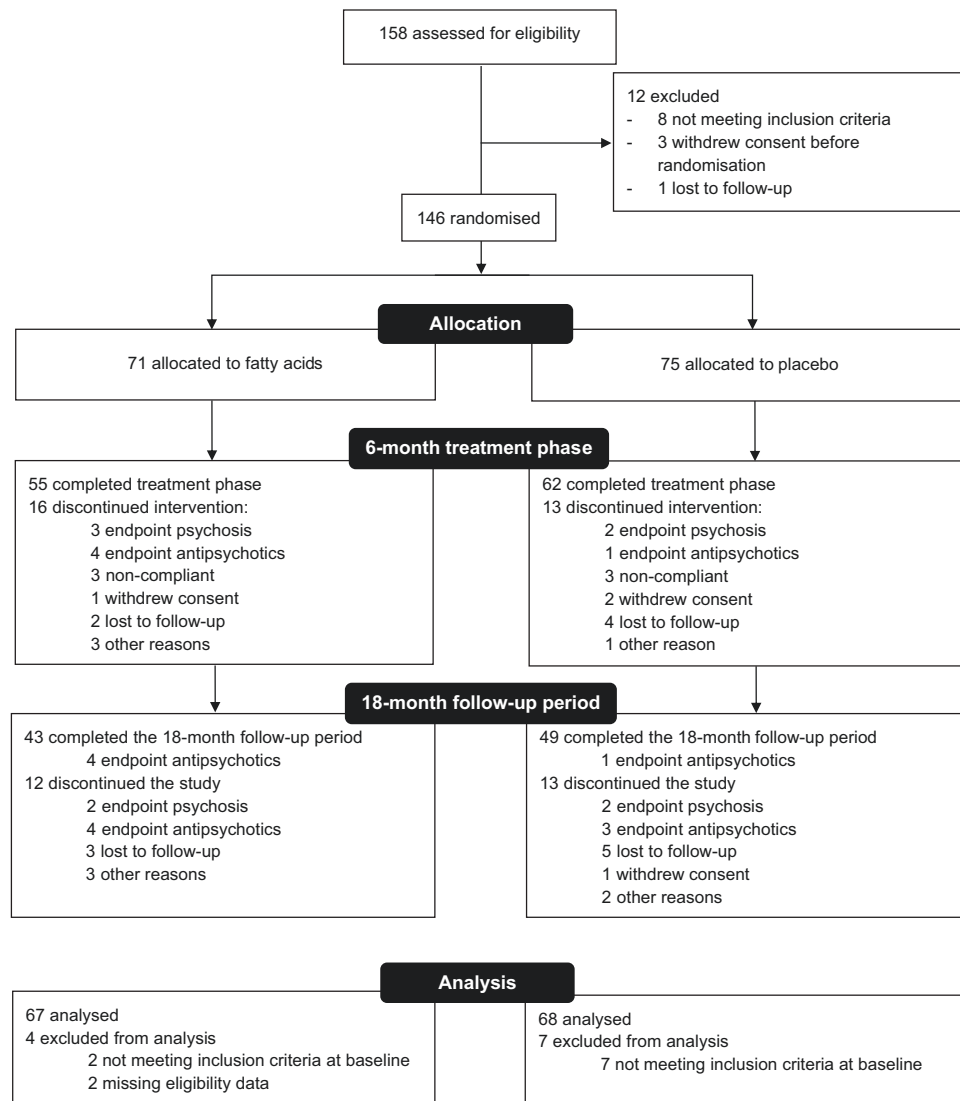 158 assessed for eligibility
12 excluded
- 8 not meeting inclusion criteria
- 3 withdrew consent before
randomisation
- 1 lost to follow-up
146 randomised
Allocation
71 allocated to fatty acids
75 allocated to placebo
6-month treatment phase
55 completed treatment phase
16 discontinued intervention:
3 endpoint psychosis
4 endpoint antipsychotics
3 non-compliant
1 withdrew consent
2 lost to follow-up
3 other reasons
62 completed treatment phase
13 discontinued intervention:
2 endpoint psychosis
1 endpoint antipsychotics
3 non-compliant
2 withdrew consent
4 lost to follow-up
1 other reason
18-month follow-up period
43 completed the 18-month follow-up period
4 endpoint antipsychotics
12 discontinued the study
2 endpoint psychosis
4 endpoint antipsychotics
3 lost to follow-up
3 other reasons
49 completed the 18-month follow-up period
1 endpoint antipsychotics
13 discontinued the study
2 endpoint psychosis
3 endpoint antipsychotics
5 lost to follow-up
1 withdrew consent
2 other reasons
Analysis
67 analysed
4 excluded from analysis
2 not meeting inclusion criteria at baseline
2 missing eligibility data
68 analysed
7 excluded from analysis
7 not meeting inclusion criteria at baseline